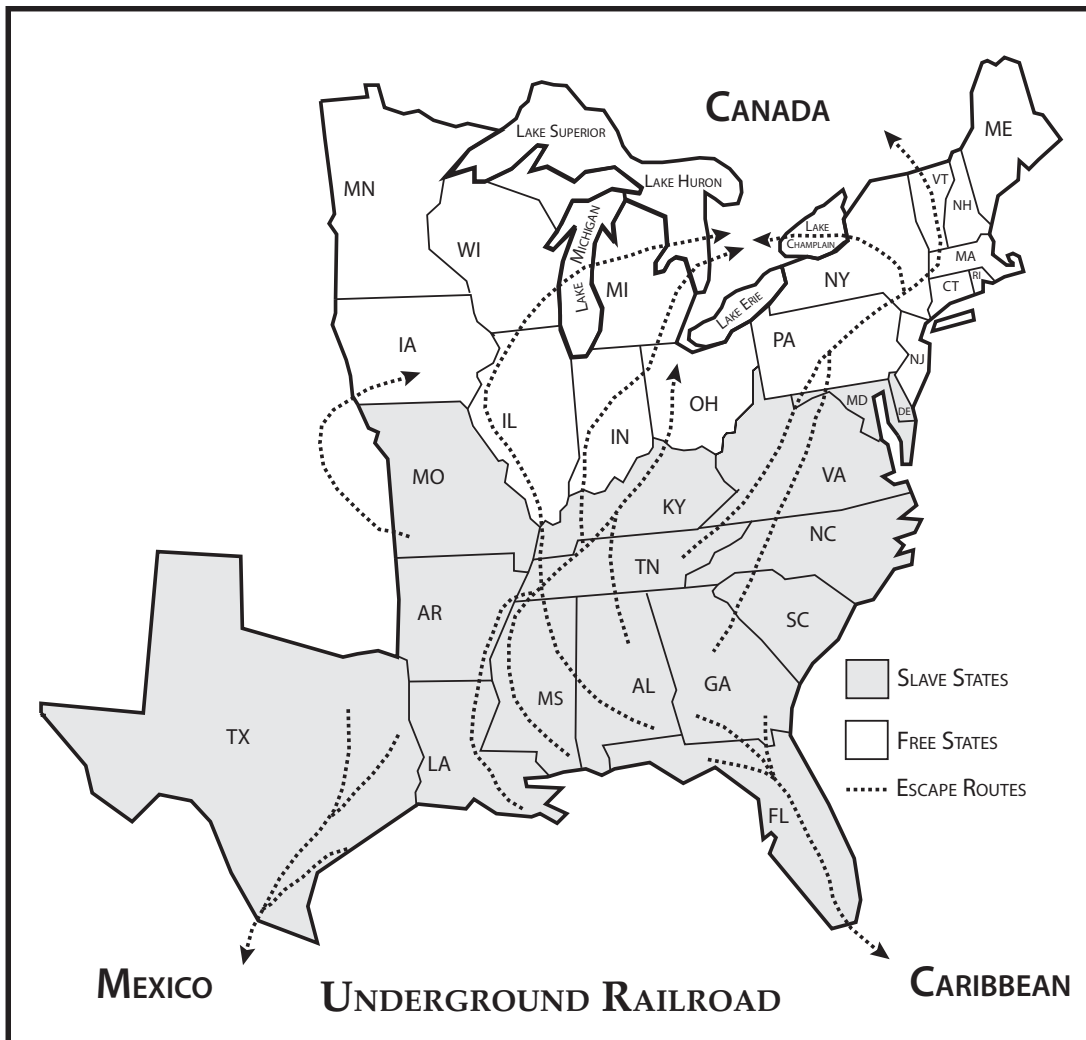 CANADA
ME
LAKE SUPERIOR
MN
LAKE HURON
VT
NH
LAKE MICHIGAN
LAKE
CHAMPLAIN
WI
MA
MI
NY
CT
RI
LAKE ERIE
IA
PA
NJ
OH
MD
DE
IL
IN
MO
VA
KY
NC
TN
AR
SC
MS
AL
GA
SLAVE STATES
TX
FREE STATES
LA
ESCAPE ROUTES
FL
MEXICO
UNDERGROUND RAILROAD
CARIBBEAN